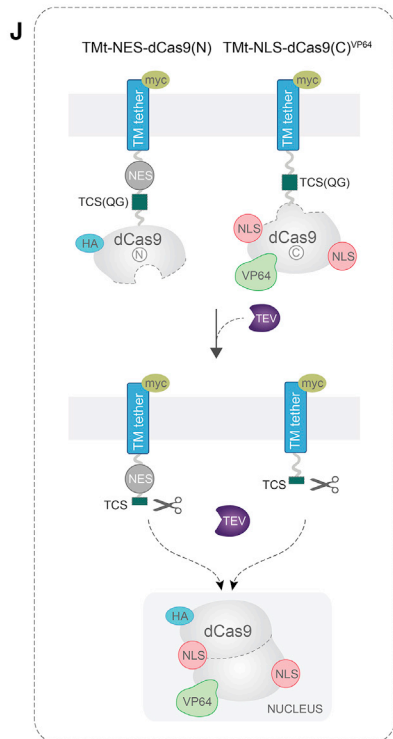 J
TMt-NES-dCas9(N) TMt-NLS-dCas9(C)VP64
myc
myc
TM tether
TM tether
NES
TCS(QG)
TCS(QG)
HA
dCas9
N
NLS
dCas9
C
NLS
VP64
TEV
myc
myc
TM tether
TM tether
NES
TCS
TCS
TEV
HA
dCas9
NLS
NLS
VP64
NUCLEUS